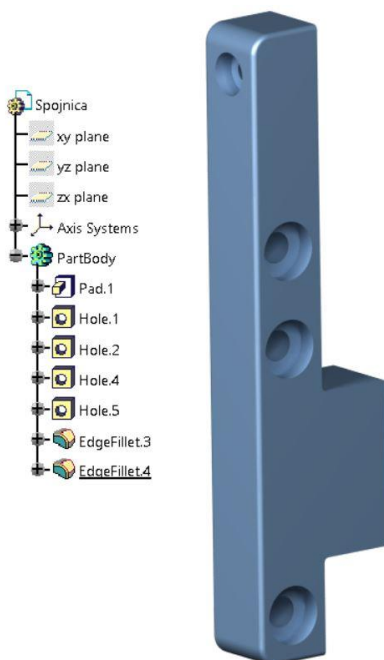 Spojnica
xy plane
yz plane
zx plane
Axis Systems
PartBody
Pad.1
Hole.1
Hole.2
Hole.4
Hole.5
EdgeFillet.3
EdgeFillet.4